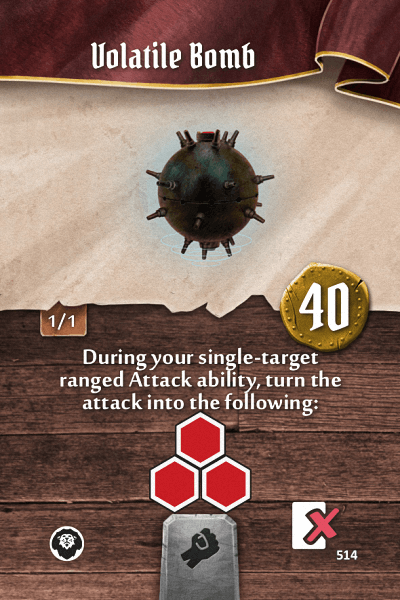 Volatile Bomb
40
1/1
During your single-target
ranged Attack ability, turn the
attack into the following:
514